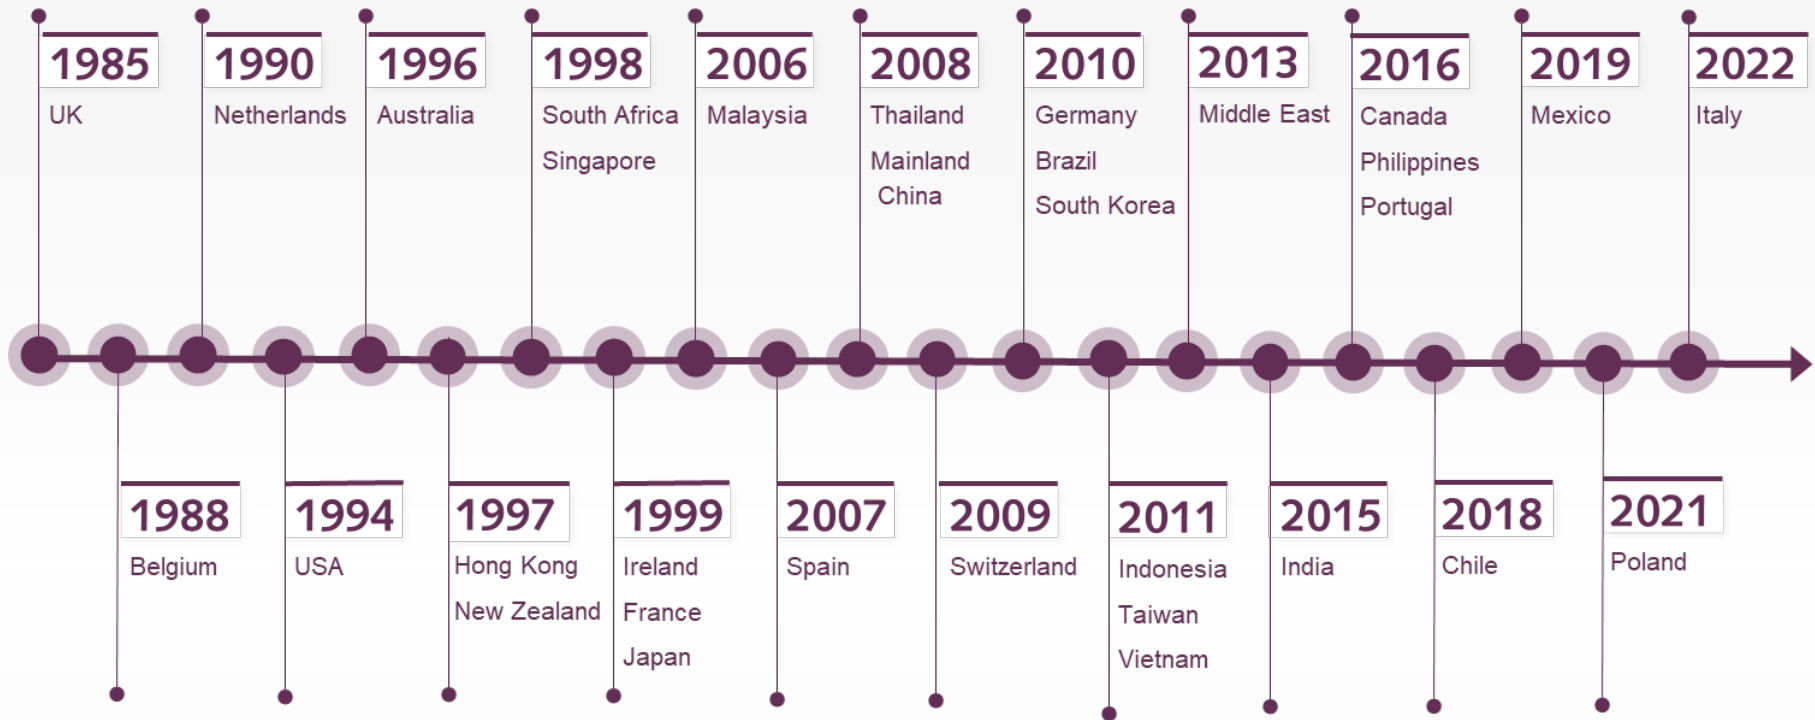 1985
UK
1990
Netherlands
1996
Australia
1998
South Africa
Singapore
2006
Malaysia
2008
Thailand
Mainland
China
2010
Germany
Brazil
South Korea
2013
Middle East
2016
Canada
Philippines
Portugal
2019
Mexico
2022
Italy
1988
Belgium
1994
USA
1997
Hong Kong
New Zealand
1999
Ireland
France
Japan
2007
Spain
2009
Switzerland
2011
Indonesia
Taiwan
Vietnam
2015
India
2018
Chile
2021
Poland